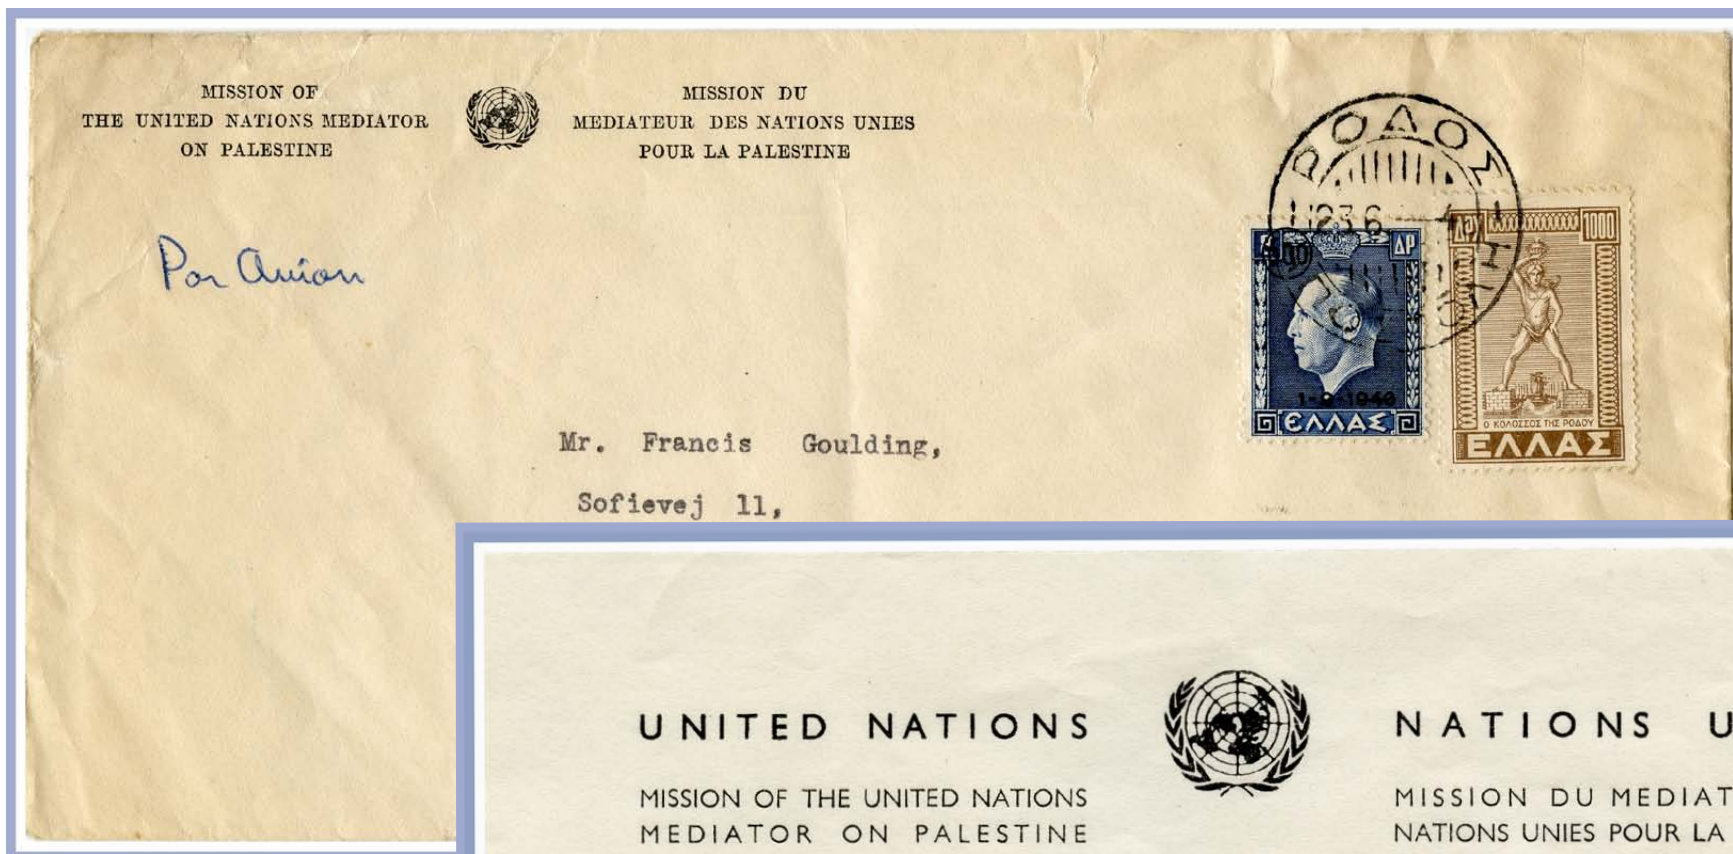 MISSION OF
THE UNITED NATIONS MEDIATOR
ON PALESTINE
MISSION DU
MEDIATEUR DES NATIONS UNIES
POUR LA PALESTINE
Par Avion
ΡΟΔΟΣ
23 6
ΔΡ
1-9-1946
ΕΛΛΑΣ
ΔΡ 1000
Ο ΚΟΛΟΣΣΟΣ ΤΗΣ ΡΟΔΟΥ
ΕΛΛΑΣ
Mr. Francis Goulding,
Sofievej 11,
UNITED NATIONS
MISSION OF THE UNITED NATIONS
MEDIATOR ON PALESTINE
NATIONS U
MISSION DU MEDIAT
NATIONS UNIES POUR LA